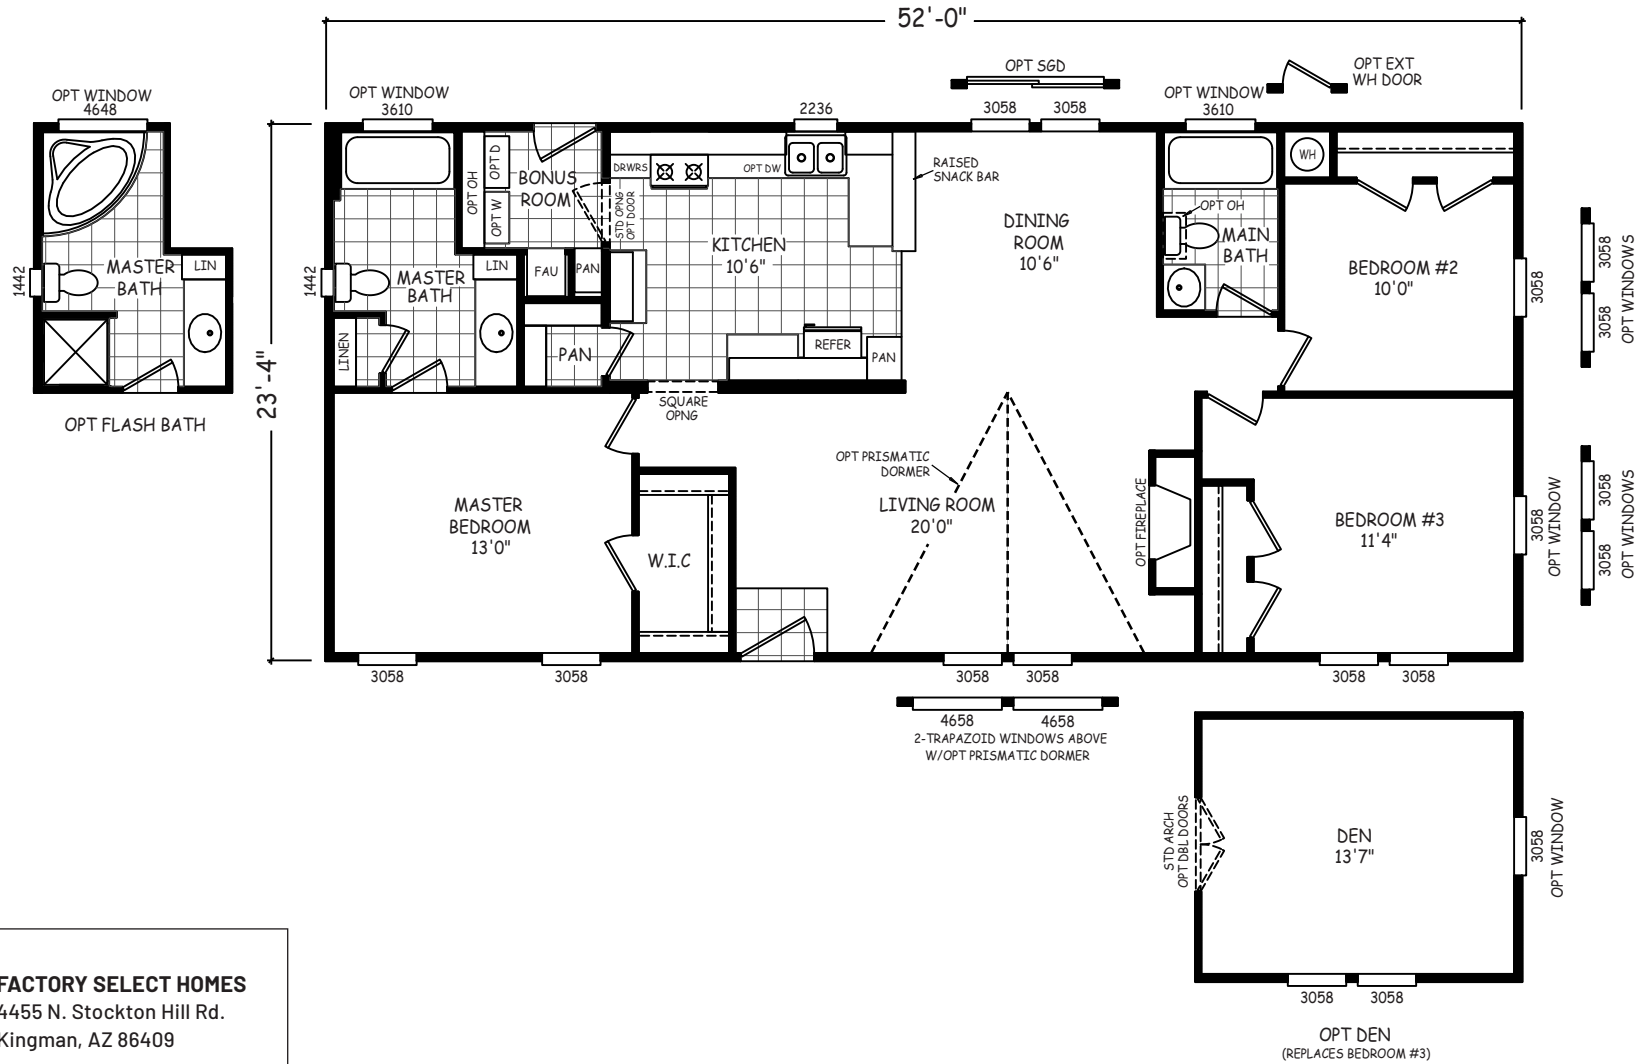 52'-0"
OPT SGD
OPT EXT
WH DOOR
OPT WINDOW
4648
OPT WINDOW
3610
2236
3058
3058
OPT WINDOW
3610
23'-4"
1442
MASTER
BATH
LIN
OPT FLASH BATH
1442
MASTER
BATH
LIN
LINEN
OPT OH
OPT D
OPT W
BONUS
ROOM
STD OPNG
OPT DOOR
FAU
PAN
PAN
DRWRS
OPT DW
KITCHEN
10'6"
REFER
PAN
RAISED
SNACK BAR
DINING
ROOM
10'6"
OPT OH
MAIN
BATH
WH
BEDROOM #2
10'0"
3058
3058
3058
OPT WINDOWS
SQUARE
OPNG
MASTER
BEDROOM
13'0"
W.I.C
OPT PRISMATIC
DORMER
LIVING ROOM
20'0"
OPT FIREPLACE
BEDROOM #3
11'4"
3058
OPT WINDOW
3058
3058
OPT WINDOWS
3058
3058
3058
3058
3058
3058
4658
4658
2-TRAPAZOID WINDOWS ABOVE
W/OPT PRISMATIC DORMER
STD ARCH
OPT DBL DOORS
DEN
13'7"
3058
OPT WINDOW
3058
3058
OPT DEN
(REPLACES BEDROOM #3)
FACTORY SELECT HOMES
4455 N. Stockton Hill Rd.
Kingman, AZ 86409